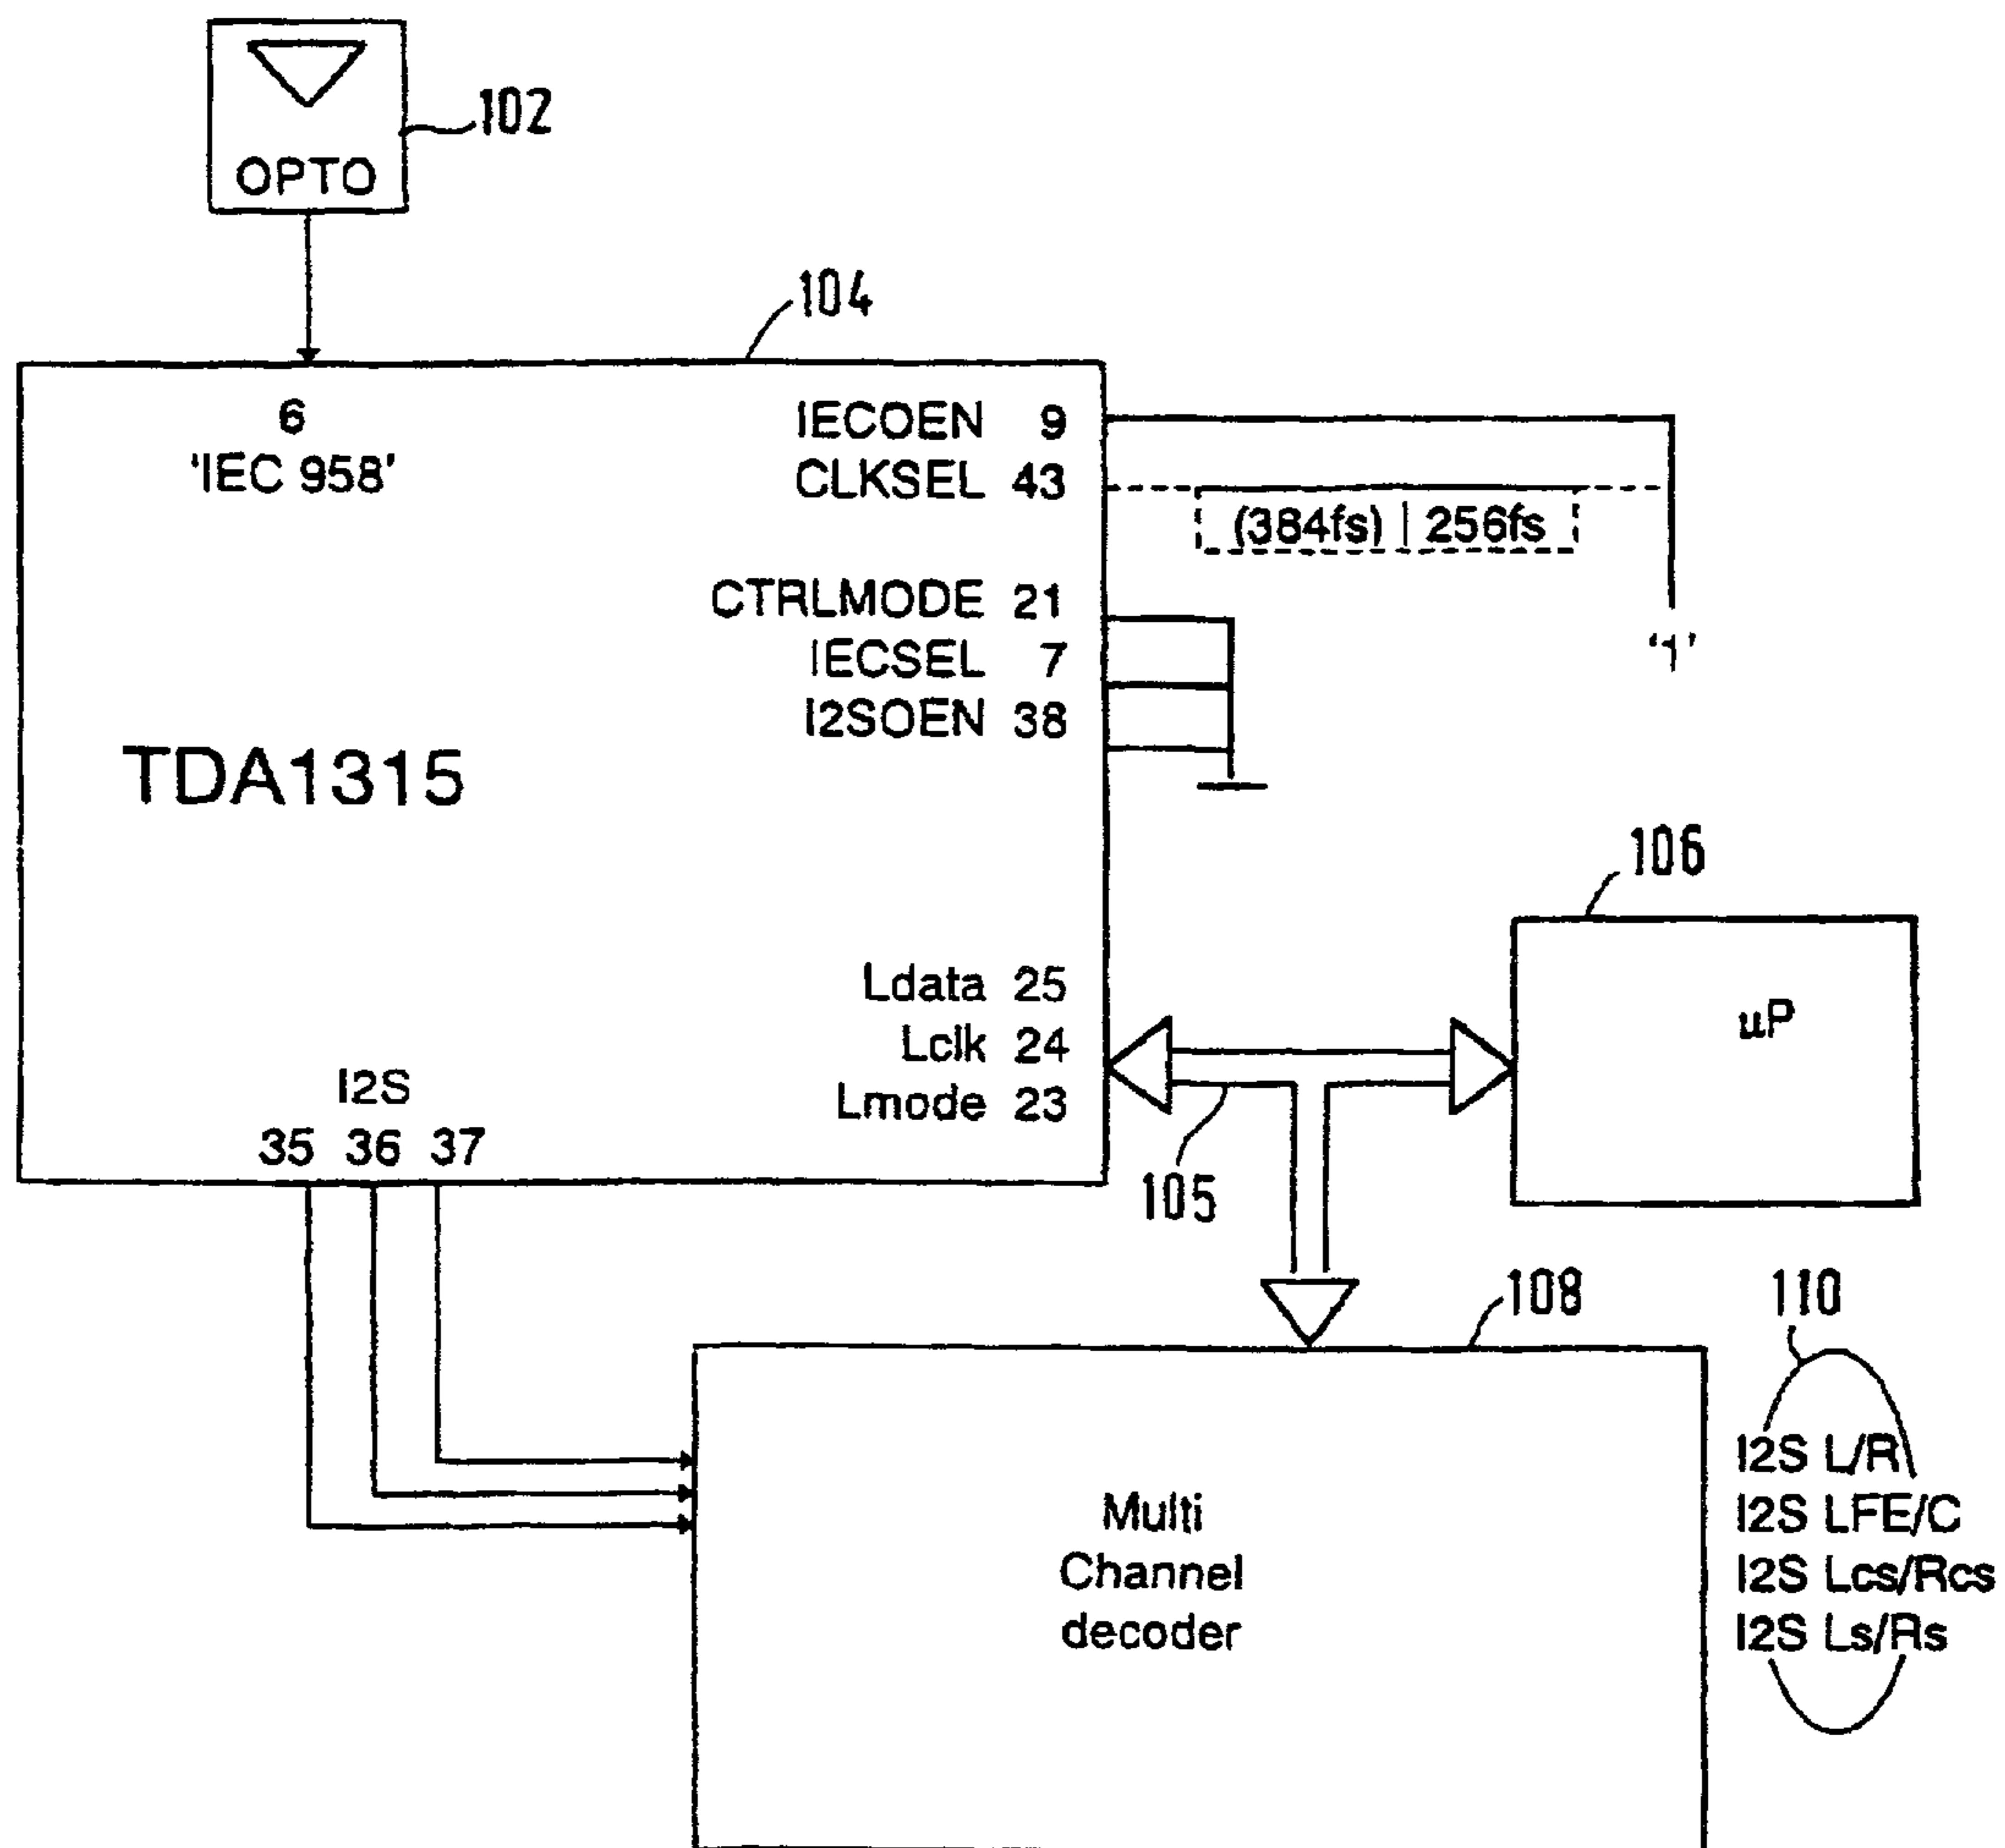 102
OPTO
104
6
'IEC 958'
IECOEN 9
CLKSEL 43
(384fs) | 256fs
CTRLMODE 21
IECSEL 7
I2SOEN 38
'1'
TDA1315
106
µP
Ldata 25
Lclk 24
Lmode 23
I2S
35 36 37
105
108
110
Multi
Channel
decoder
I2S L/R
I2S LFE/C
I2S Lcs/Rcs
I2S Ls/Rs